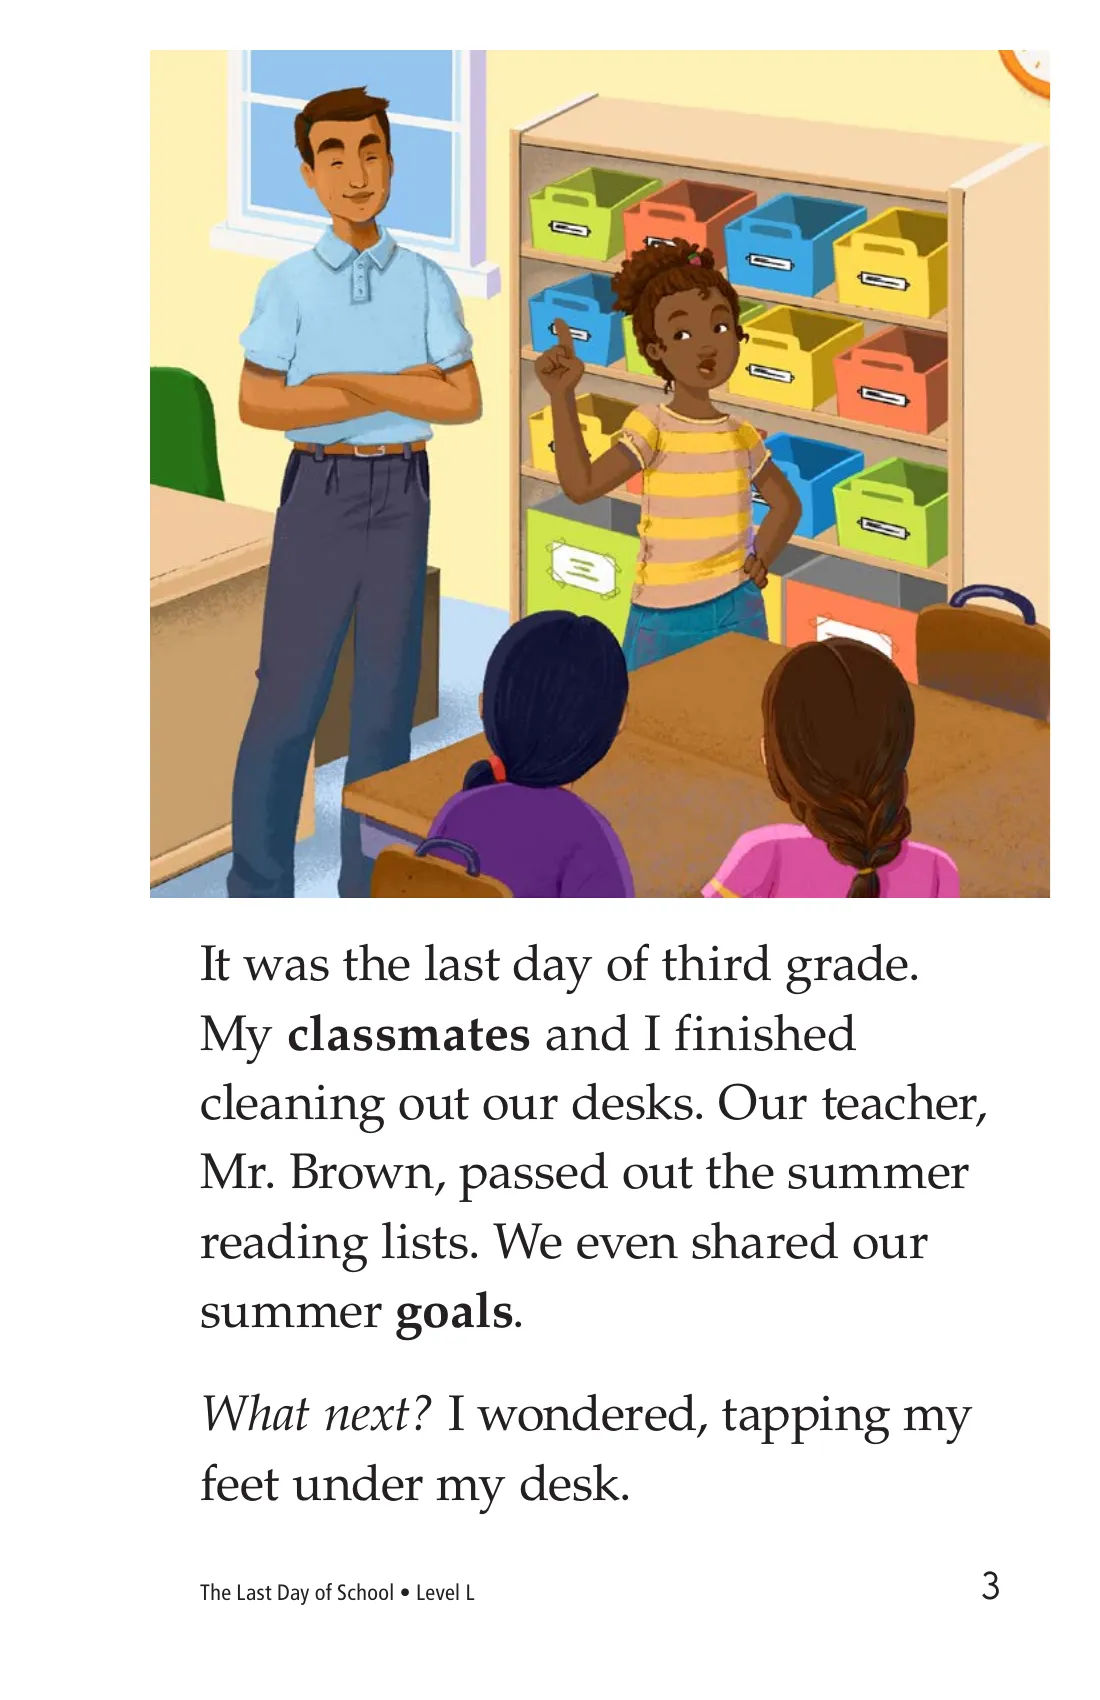 It was the last day of third grade.
My classmates and I finished
cleaning out our desks. Our teacher,
Mr. Brown, passed out the summer
reading lists. We even shared our
summer goals.
What next? I wondered, tapping my
feet under my desk.
The Last Day of School • Level L
3